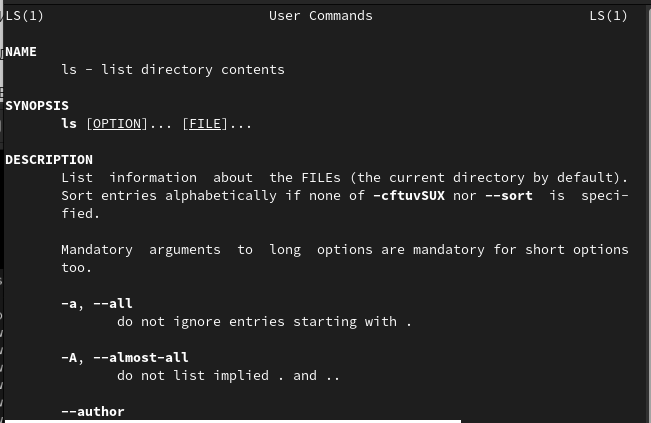 LS(1) User Commands LS(1)
NAME
ls - list directory contents
SYNOPSIS
ls [OPTION]... [FILE]...
DESCRIPTION
List information about the FILEs (the current directory by default).
Sort entries alphabetically if none of -cftuvSUX nor --sort is speci-
fied.
Mandatory arguments to long options are mandatory for short options
too.
-a, --all
do not ignore entries starting with .
-A, --almost-all
do not list implied . and ..
--author